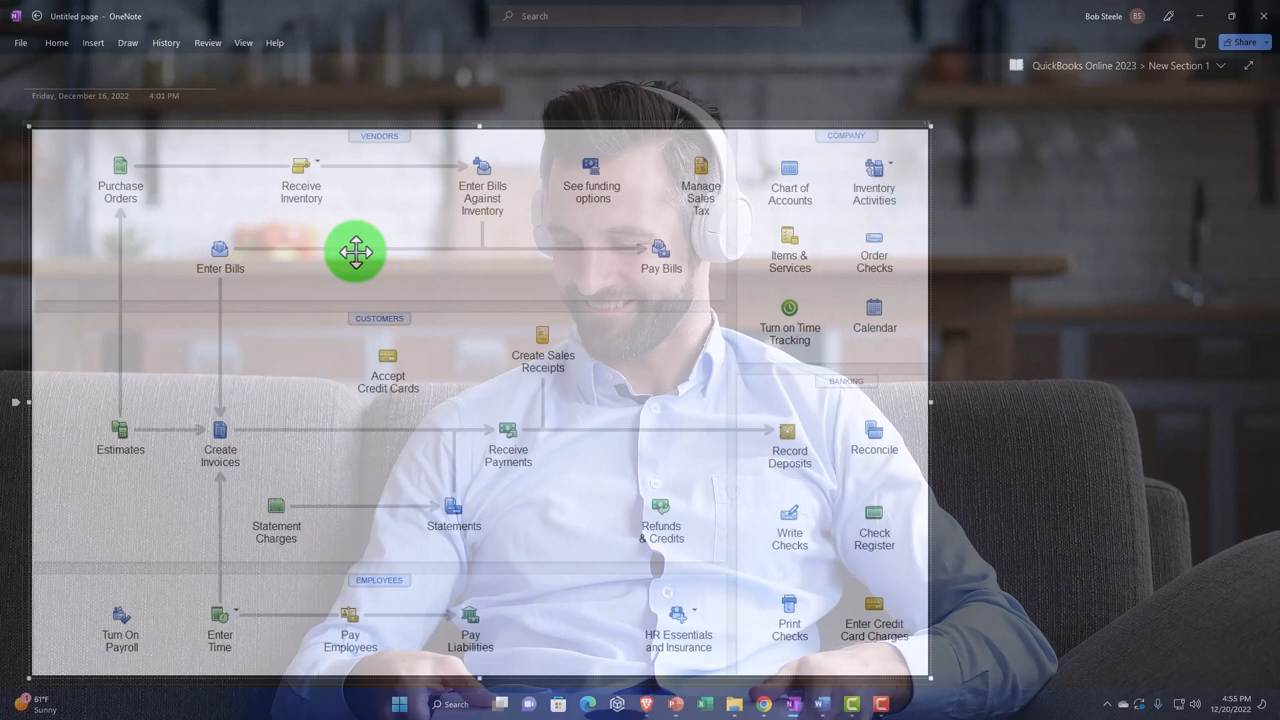 Untitled page - OneNote
Search
Bob Steele
BS
File
Home
Insert
Draw
History
Review
View
Help
Share
QuickBooks Online 2023 > New Section 1
Friday, December 16, 2022
4:01 PM
VENDORS
COMPANY
Purchase
Orders
Receive
Inventory
Enter Bills
Against
Inventory
See funding
options
Manage
Sales
Tax
Chart of
Accounts
Inventory
Activities
Enter Bills
Pay Bills
Items &
Services
Order
Checks
CUSTOMERS
Turn on Time
Tracking
Calendar
Accept
Credit Cards
Create Sales
Receipts
BANKING
Estimates
Create
Invoices
Receive
Payments
Record
Deposits
Reconcile
Statement
Charges
Statements
Refunds
& Credits
Write
Checks
Check
Register
EMPLOYEES
Turn On
Payroll
Enter
Time
Pay
Employees
Pay
Liabilities
HR Essentials
and Insurance
Print
Checks
Enter Credit
Card Charges
1
61°F
Sunny
Search
4:55 PM
12/20/2022